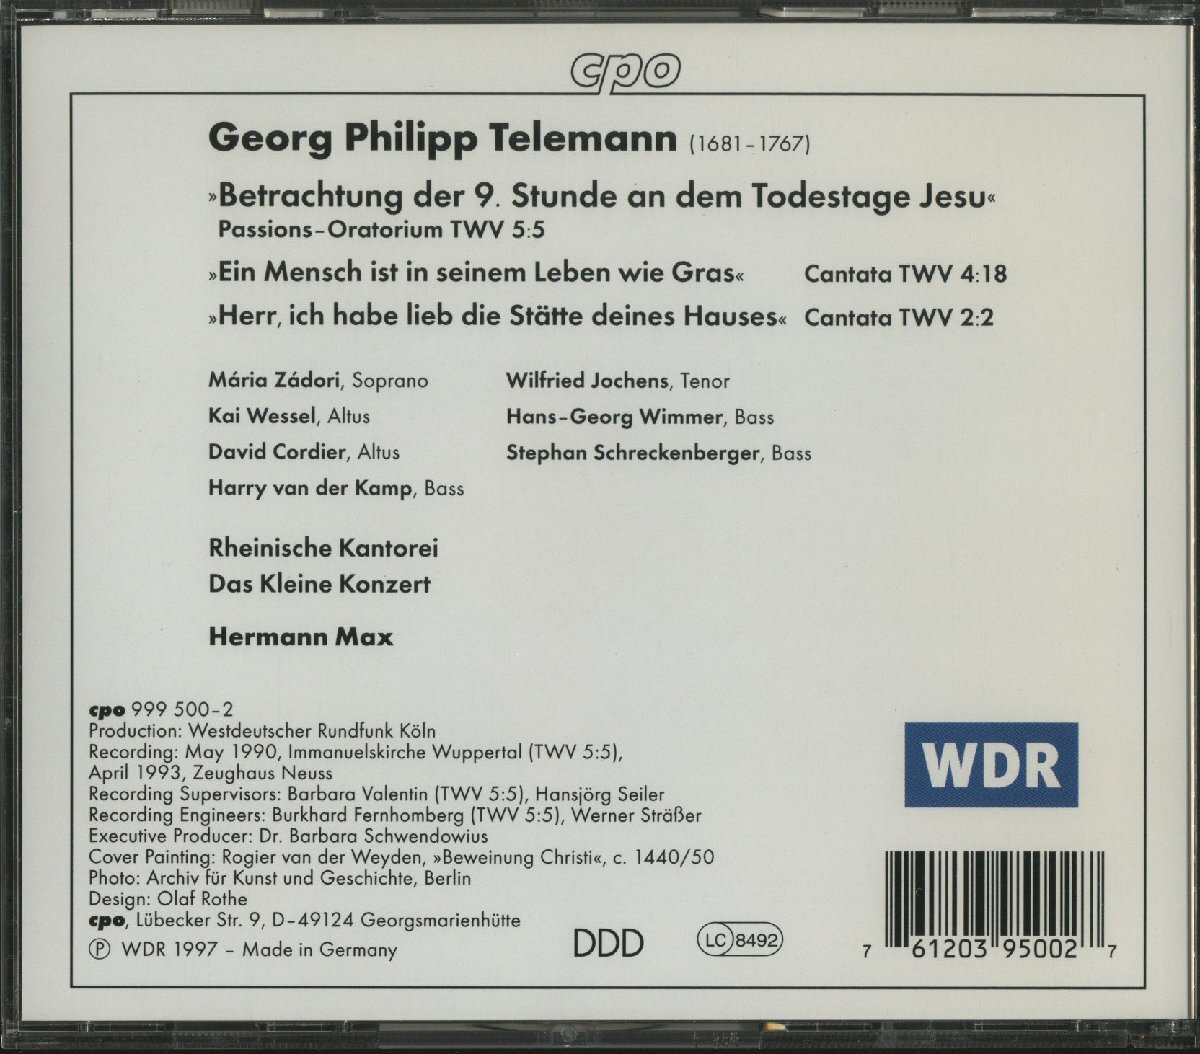 cpo
Georg Philipp Telemann (1681–1767)
»Betrachtung der 9. Stunde an dem Todestage Jesu«
Passions-Oratorium TWV 5:5
»Ein Mensch ist in seinem Leben wie Gras« Cantata TWV 4:18
»Herr, ich habe lieb die Stätte deines Hauses« Cantata TWV 2:2
Mária Zádori, Soprano
Kai Wessel, Altus
David Cordier, Altus
Harry van der Kamp, Bass
Wilfried Jochens, Tenor
Hans-Georg Wimmer, Bass
Stephan Schreckenberger, Bass
Rheinische Kantorei
Das Kleine Konzert
Hermann Max
cpo 999 500-2
Production: Westdeutscher Rundfunk Köln
Recording: May 1990, Immanuelskirche Wuppertal (TWV 5:5),
April 1993, Zeughaus Neuss
Recording Supervisors: Barbara Valentin (TWV 5:5), Hansjörg Seiler
Recording Engineers: Burkhard Fernhomberg (TWV 5:5), Werner Sträßer
Executive Producer: Dr. Barbara Schwendowius
Cover Painting: Rogier van der Weyden, »Beweinung Christi«, c. 1440/50
Photo: Archiv für Kunst und Geschichte, Berlin
Design: Olaf Rothe
cpo, Lübecker Str. 9, D-49124 Georgsmarienhütte
Ⓟ WDR 1997 – Made in Germany
DDD
LC 8492
WDR
7 61203 95002 7